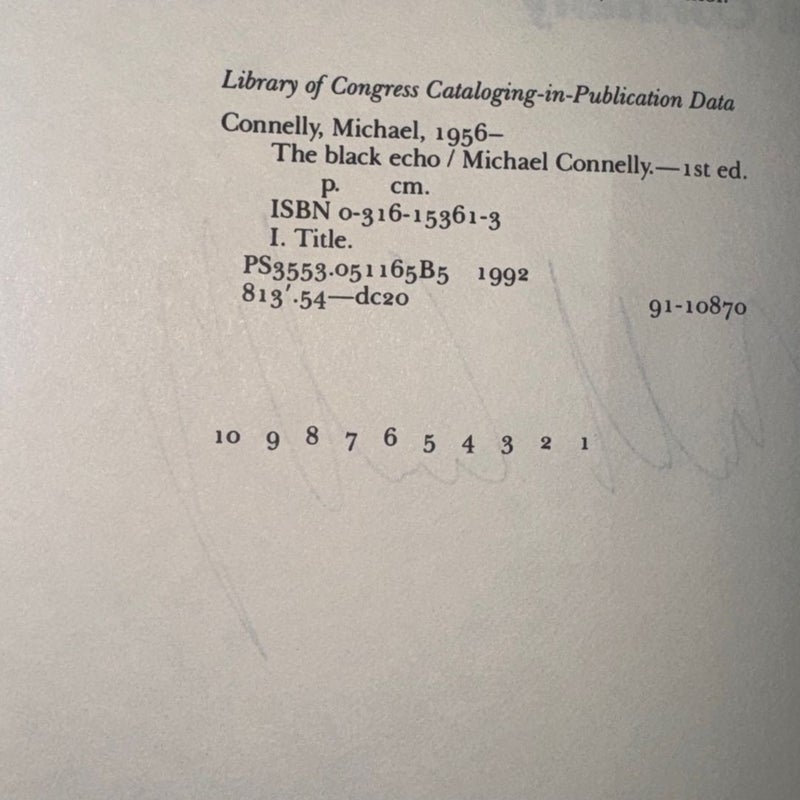 Library of Congress Cataloging-in-Publication Data
Connelly, Michael, 1956–
The black echo / Michael Connelly.—1st ed.
p. cm.
ISBN 0-316-15361-3
I. Title.
PS3553.051165B5 1992
813′.54—dc20 91-10870
10 9 8 7 6 5 4 3 2 1